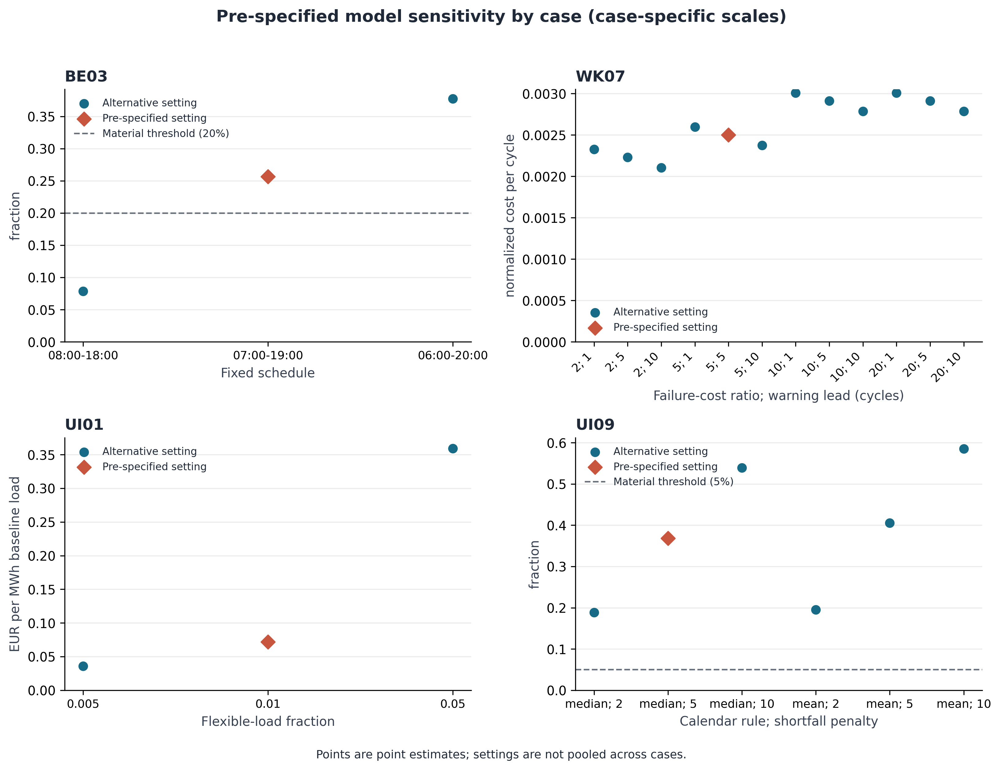 Pre-specified model sensitivity by case (case-specific scales)
BE03
Alternative setting
Pre-specified setting
Material threshold (20%)
fraction
0.35
0.30
0.25
0.20
0.15
0.10
0.05
0.00
08:00-18:00
07:00-19:00
06:00-20:00
Fixed schedule
WK07
normalized cost per cycle
0.0030
0.0025
0.0020
0.0015
0.0010
0.0005
0.0000
Alternative setting
Pre-specified setting
2; 1
2; 5
2; 10
5; 1
5; 5
5; 10
10; 1
10; 5
10; 10
20; 1
20; 5
20; 10
Failure-cost ratio; warning lead (cycles)
UI01
Alternative setting
Pre-specified setting
EUR per MWh baseline load
0.35
0.30
0.25
0.20
0.15
0.10
0.05
0.00
0.005
0.01
0.05
Flexible-load fraction
UI09
Alternative setting
Pre-specified setting
Material threshold (5%)
fraction
0.6
0.5
0.4
0.3
0.2
0.1
0.0
median; 2
median; 5
median; 10
mean; 2
mean; 5
mean; 10
Calendar rule; shortfall penalty
Points are point estimates; settings are not pooled across cases.